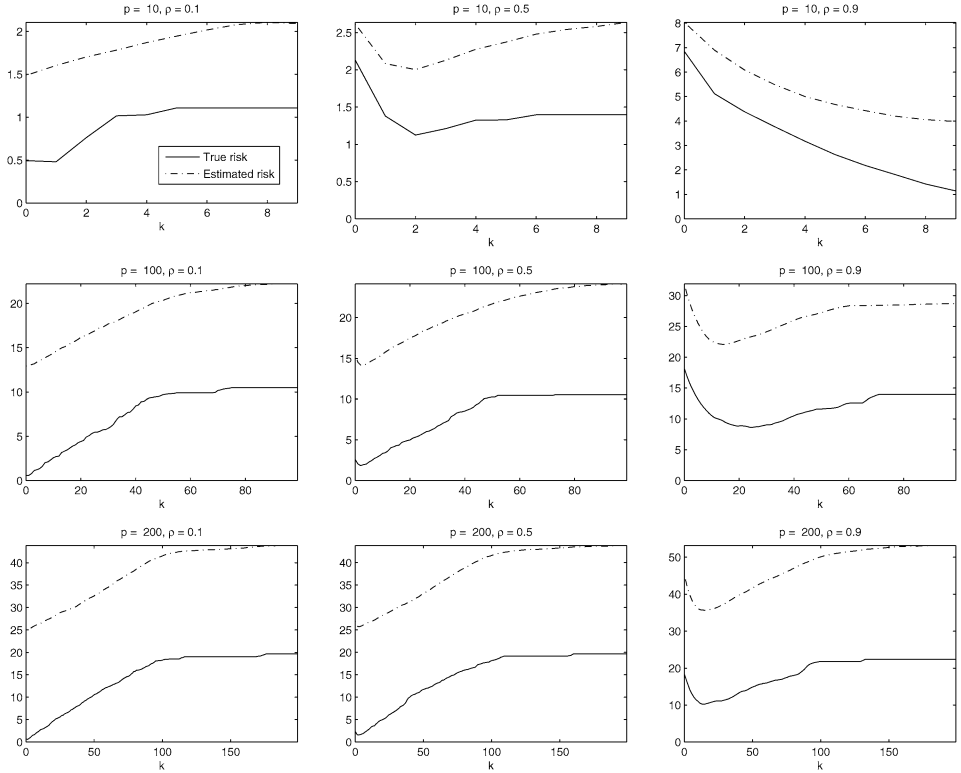 p = 10, ρ = 0.1
2
1.5
1
0.5
0
0 2 4 6 8
k
True risk
Estimated risk
p = 10, ρ = 0.5
2.5
2
1.5
1
0.5
0
0 2 4 6 8
k
p = 10, ρ = 0.9
8
7
6
5
4
3
2
1
0
0 2 4 6 8
k
p = 100, ρ = 0.1
20
15
10
5
0
0 20 40 60 80
k
p = 100, ρ = 0.5
20
15
10
5
0
0 20 40 60 80
k
p = 100, ρ = 0.9
30
25
20
15
10
5
0
0 20 40 60 80
k
p = 200, ρ = 0.1
40
35
30
25
20
15
10
5
0
0 50 100 150
k
p = 200, ρ = 0.5
40
35
30
25
20
15
10
5
0
0 50 100 150
k
p = 200, ρ = 0.9
50
40
30
20
10
0
0 50 100 150
k